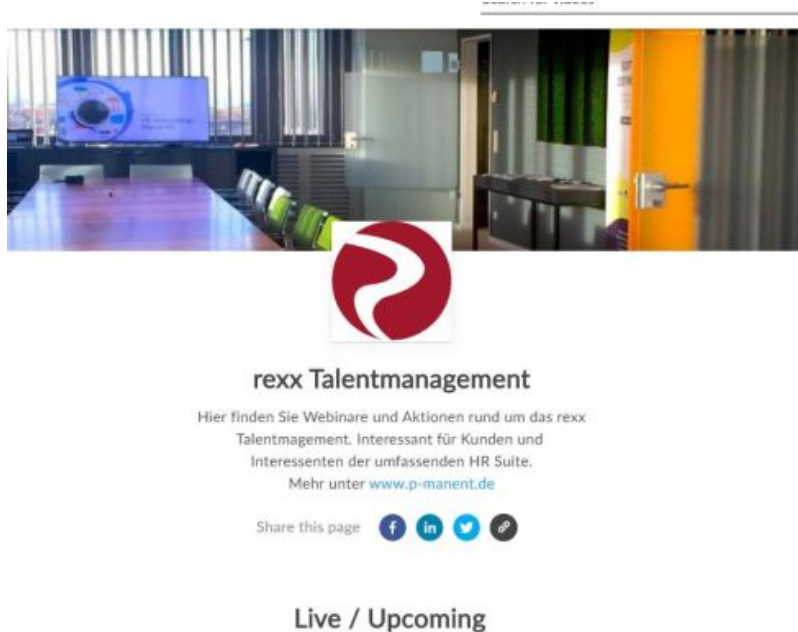 rexx Talentmanagement
Hier finden Sie Webinare und Aktionen rund um das rexx
Talentmagement. Interessant für Kunden und
Interessenten der umfassenden HR Suite.
Mehr unter www.p-manent.de
Share this page
Live / Upcoming